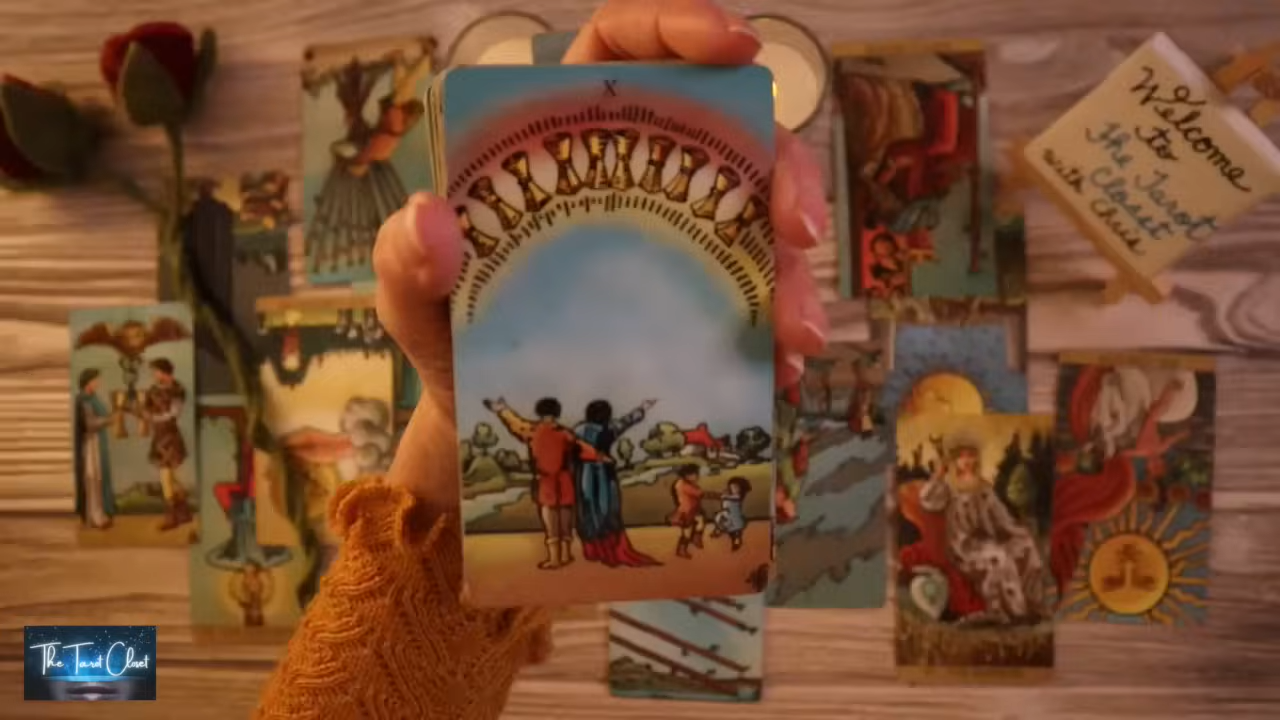 X
Welcome
to
The Tarot
Closet
with Chris
The Tarot Closet